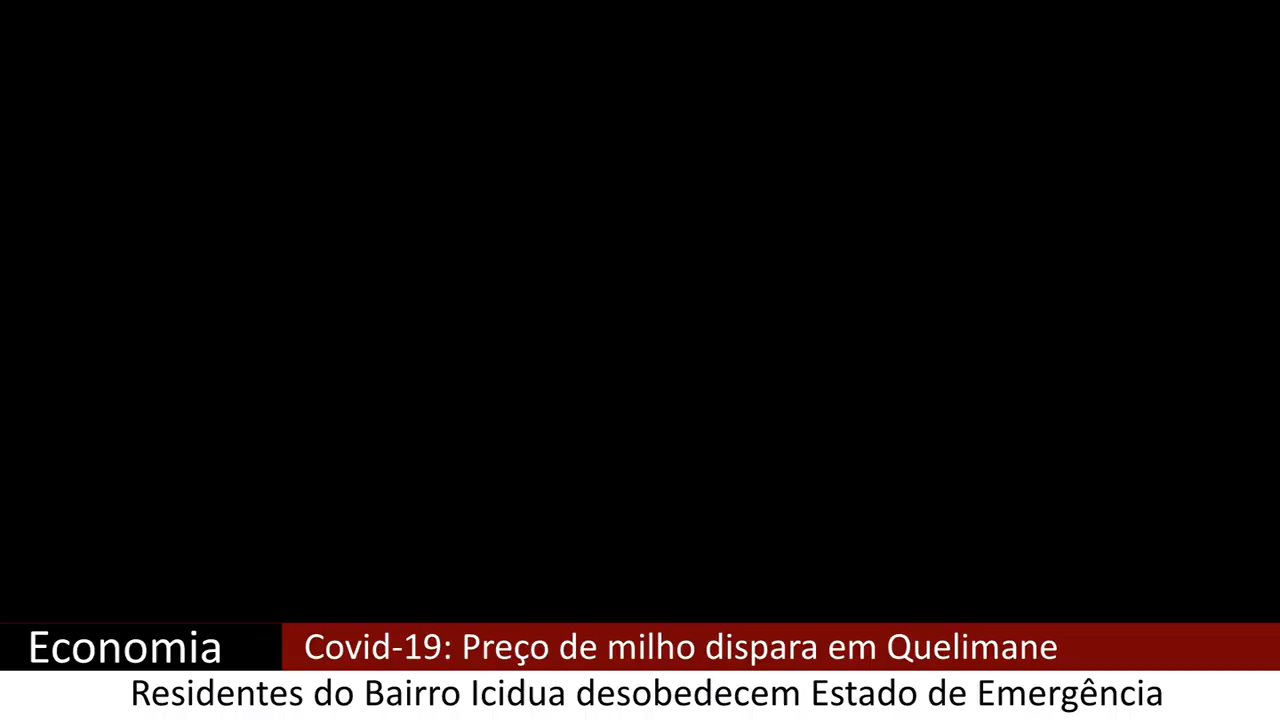 Economia
Covid-19: Preço de milho dispara em Quelimane
Residentes do Bairro Icidua desobedecem Estado de Emergência